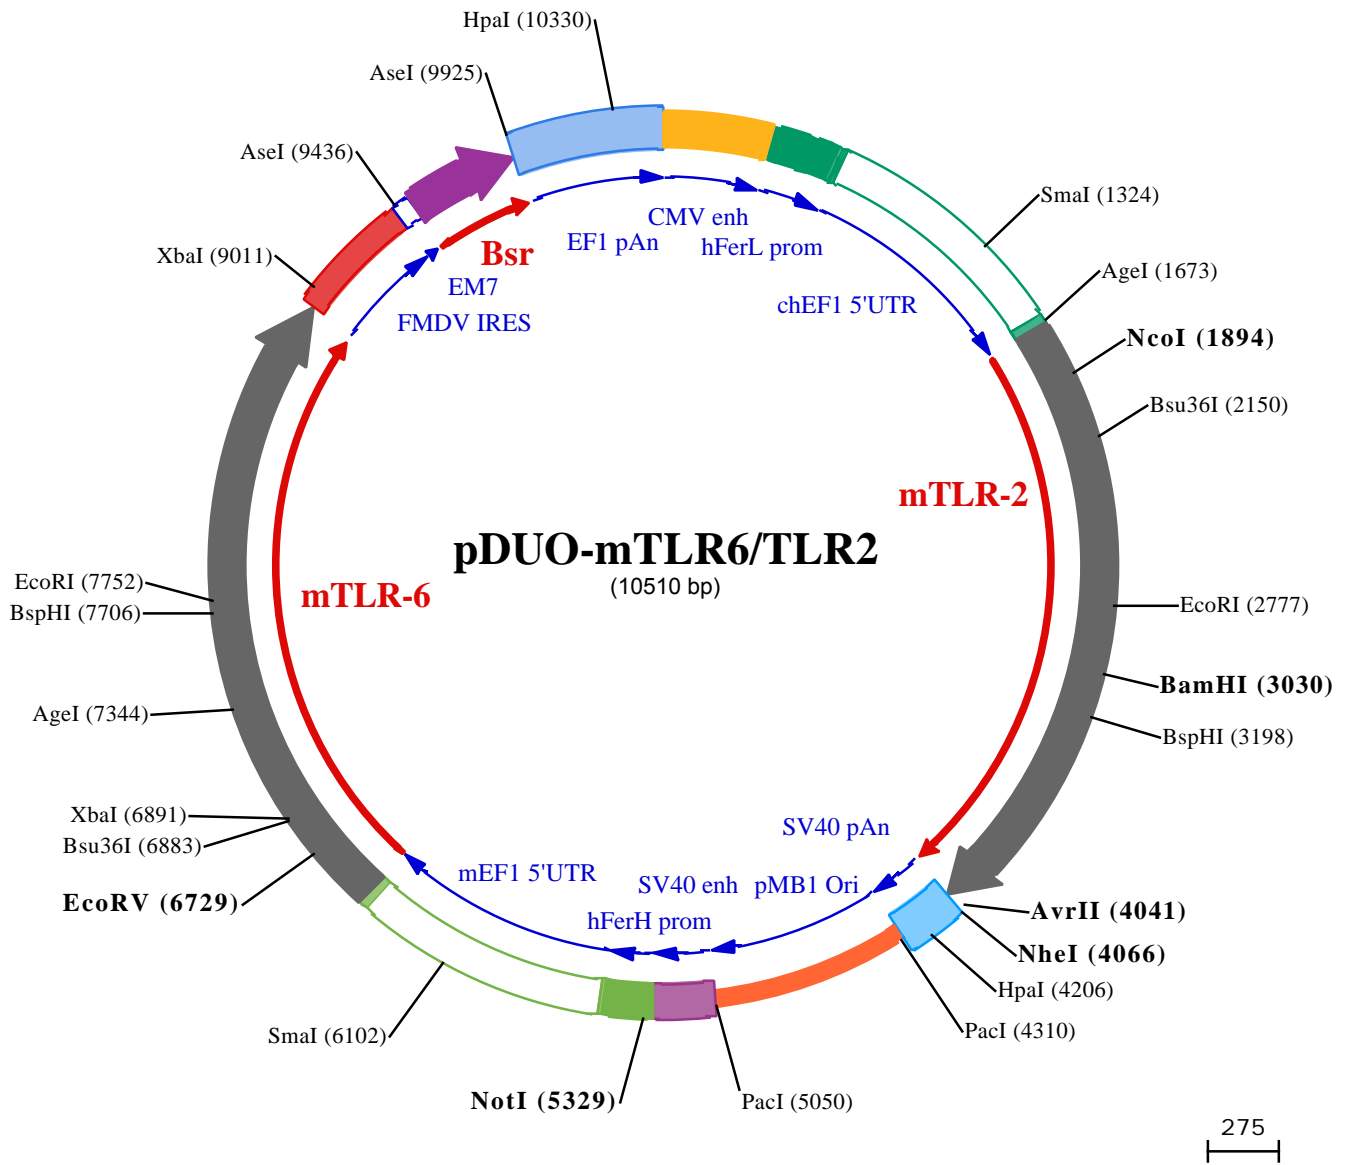 HpaI (10330)
AseI (9925)
AseI (9436)
SmaI (1324)
CMV enh
EF1 pAn
hFerL prom
Bsr
XbaI (9011)
AgeI (1673)
EM7
chEF1 5'UTR
FMDV IRES
NcoI (1894)
Bsu36I (2150)
mTLR-2
pDUO-mTLR6/TLR2
(10510 bp)
EcoRI (7752)
mTLR-6
EcoRI (2777)
BspHI (7706)
BamHI (3030)
AgeI (7344)
BspHI (3198)
XbaI (6891)
SV40 pAn
Bsu36I (6883)
mEF1 5'UTR
SV40 enh
pMB1 Ori
EcoRV (6729)
hFerH prom
AvrII (4041)
NheI (4066)
HpaI (4206)
SmaI (6102)
PacI (4310)
NotI (5329)
PacI (5050)
275